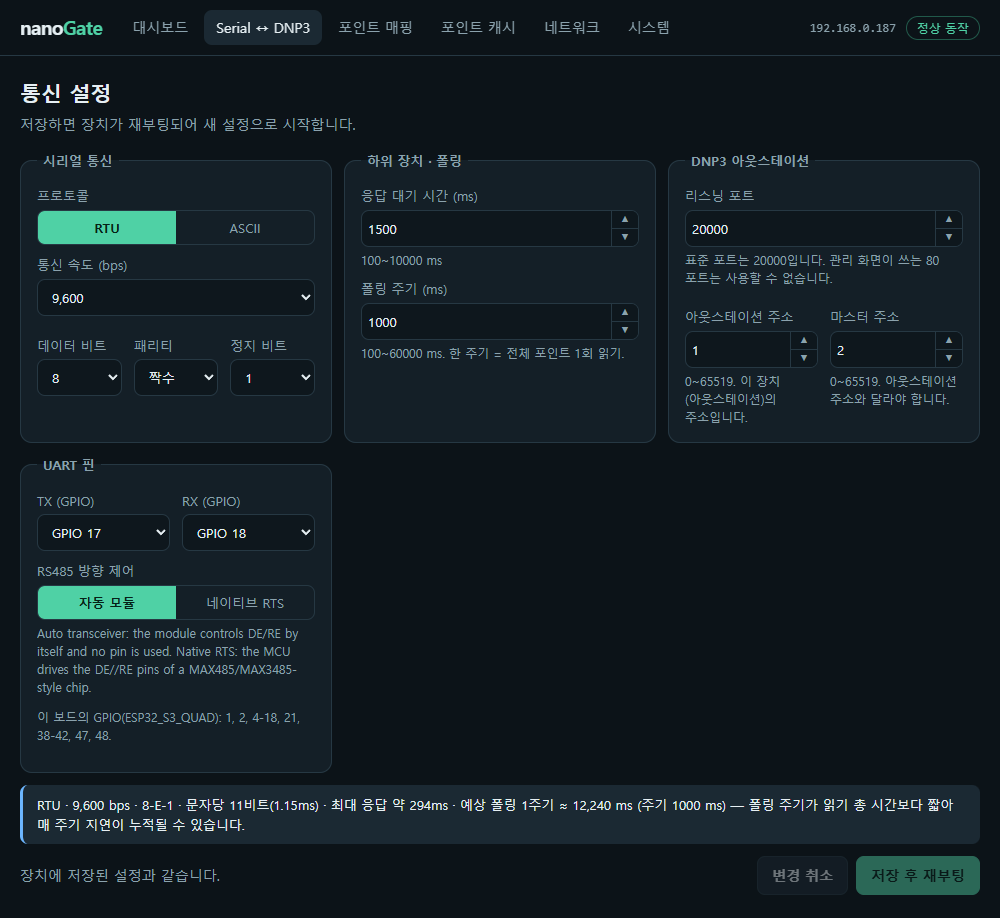 nanoGate 대시보드 Serial ↔ DNP3 포인트 매핑 포인트 캐시 네트워크 시스템 192.168.0.187 정상 동작
통신 설정
저장하면 장치가 재부팅되어 새 설정으로 시작합니다.
시리얼 통신
프로토콜
RTU ASCII
통신 속도 (bps)
9,600
데이터 비트 패리티 정지 비트
8 짝수 1
하위 장치 · 폴링
응답 대기 시간 (ms)
1500
100~10000 ms
폴링 주기 (ms)
1000
100~60000 ms. 한 주기 = 전체 포인트 1회 읽기.
DNP3 아웃스테이션
리스닝 포트
20000
표준 포트는 20000입니다. 관리 화면이 쓰는 80
포트는 사용할 수 없습니다.
아웃스테이션 주소 마스터 주소
1 2
0~65519. 이 장치
(아웃스테이션)의
주소입니다.
0~65519. 아웃스테이션
주소와 달라야 합니다.
UART 핀
TX (GPIO) RX (GPIO)
GPIO 17 GPIO 18
RS485 방향 제어
자동 모듈 네이티브 RTS
Auto transceiver: the module controls DE/RE by
itself and no pin is used. Native RTS: the MCU
drives the DE//RE pins of a MAX485/MAX3485-
style chip.
이 보드의 GPIO(ESP32_S3_QUAD): 1, 2, 4-18, 21,
38-42, 47, 48.
RTU · 9,600 bps · 8-E-1 · 문자당 11비트(1.15ms) · 최대 응답 약 294ms · 예상 폴링 1주기 ≈ 12,240 ms (주기 1000 ms) — 폴링 주기가 읽기 총 시간보다 짧아
매 주기 지연이 누적될 수 있습니다.
장치에 저장된 설정과 같습니다. 변경 취소 저장 후 재부팅